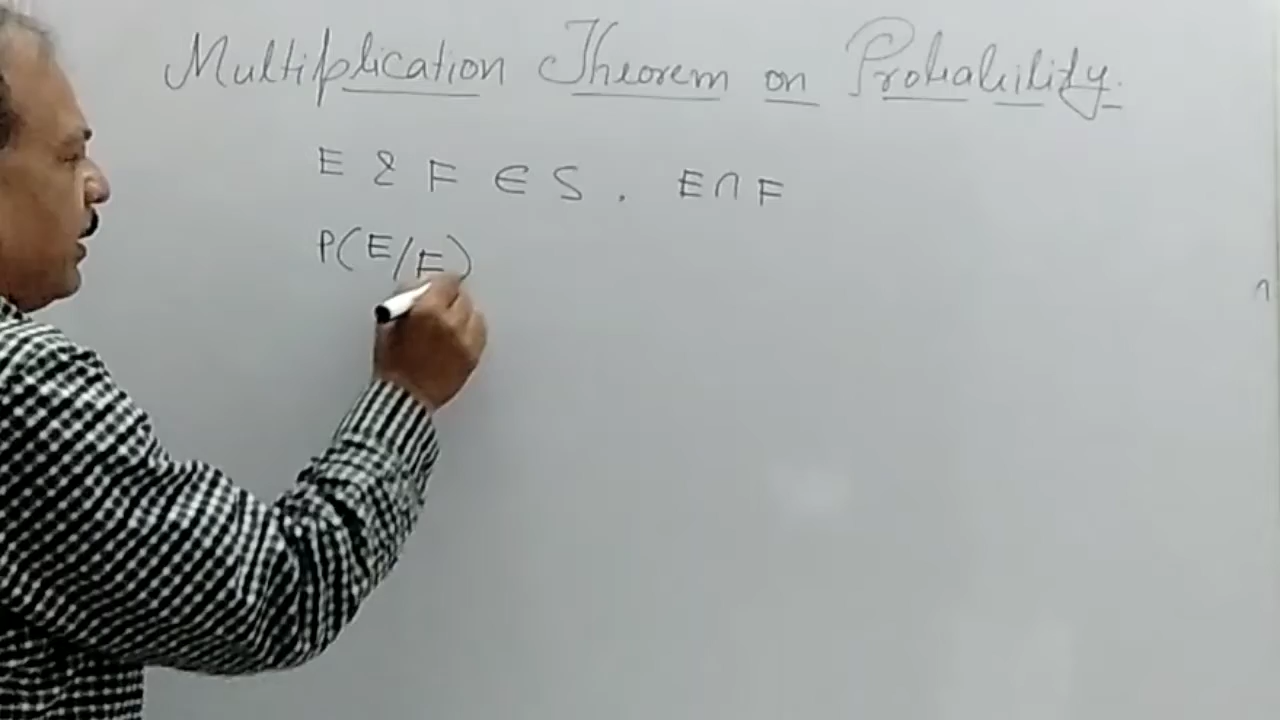 Multiplication Theorem on Probability.
E & F ∈ S . E ∩ F
P(E/F)